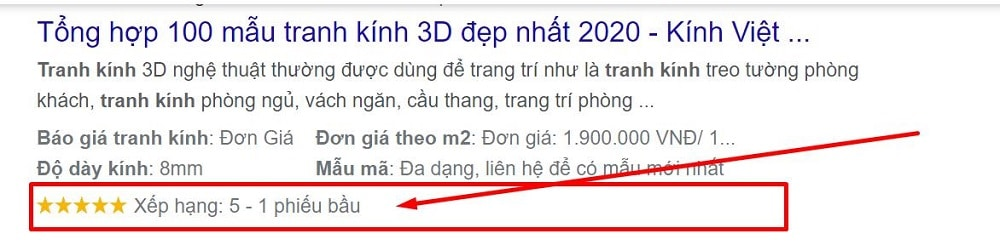 Tổng hợp 100 mẫu tranh kính 3D đẹp nhất 2020 - Kính Việt ...
Tranh kính 3D nghệ thuật thường được dùng để trang trí như là tranh kính treo tường phòng
khách, tranh kính phòng ngủ, vách ngăn, cầu thang, trang trí phòng ...
Báo giá tranh kính: Đơn Giá Đơn giá theo m2: Đơn giá: 1.900.000 VNĐ/ 1...
Độ dày kính: 8mm Mẫu mã: Đa dạng, liên hệ để có mẫu mới nhất
★★★★★ Xếp hạng: 5 - 1 phiếu bầu